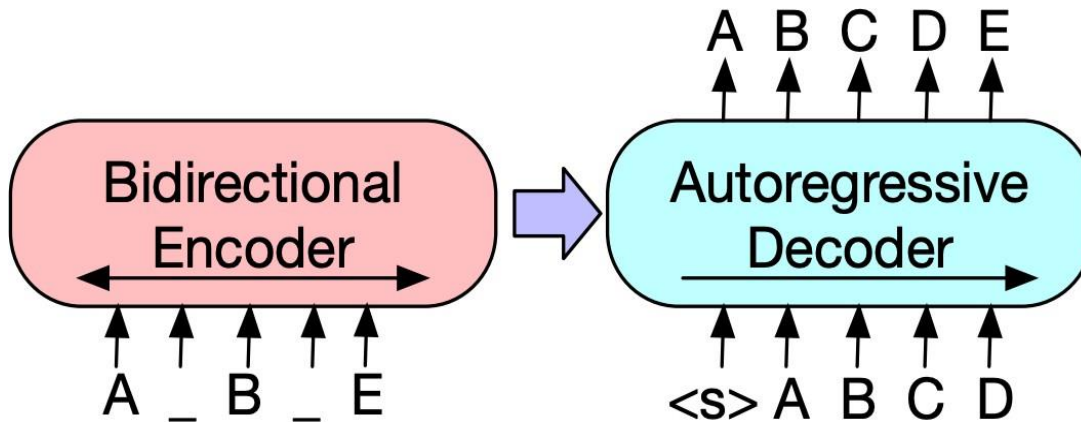 A B C D E
Bidirectional
Encoder
Autoregressive
Decoder
A _ B _ E
<s> A B C D